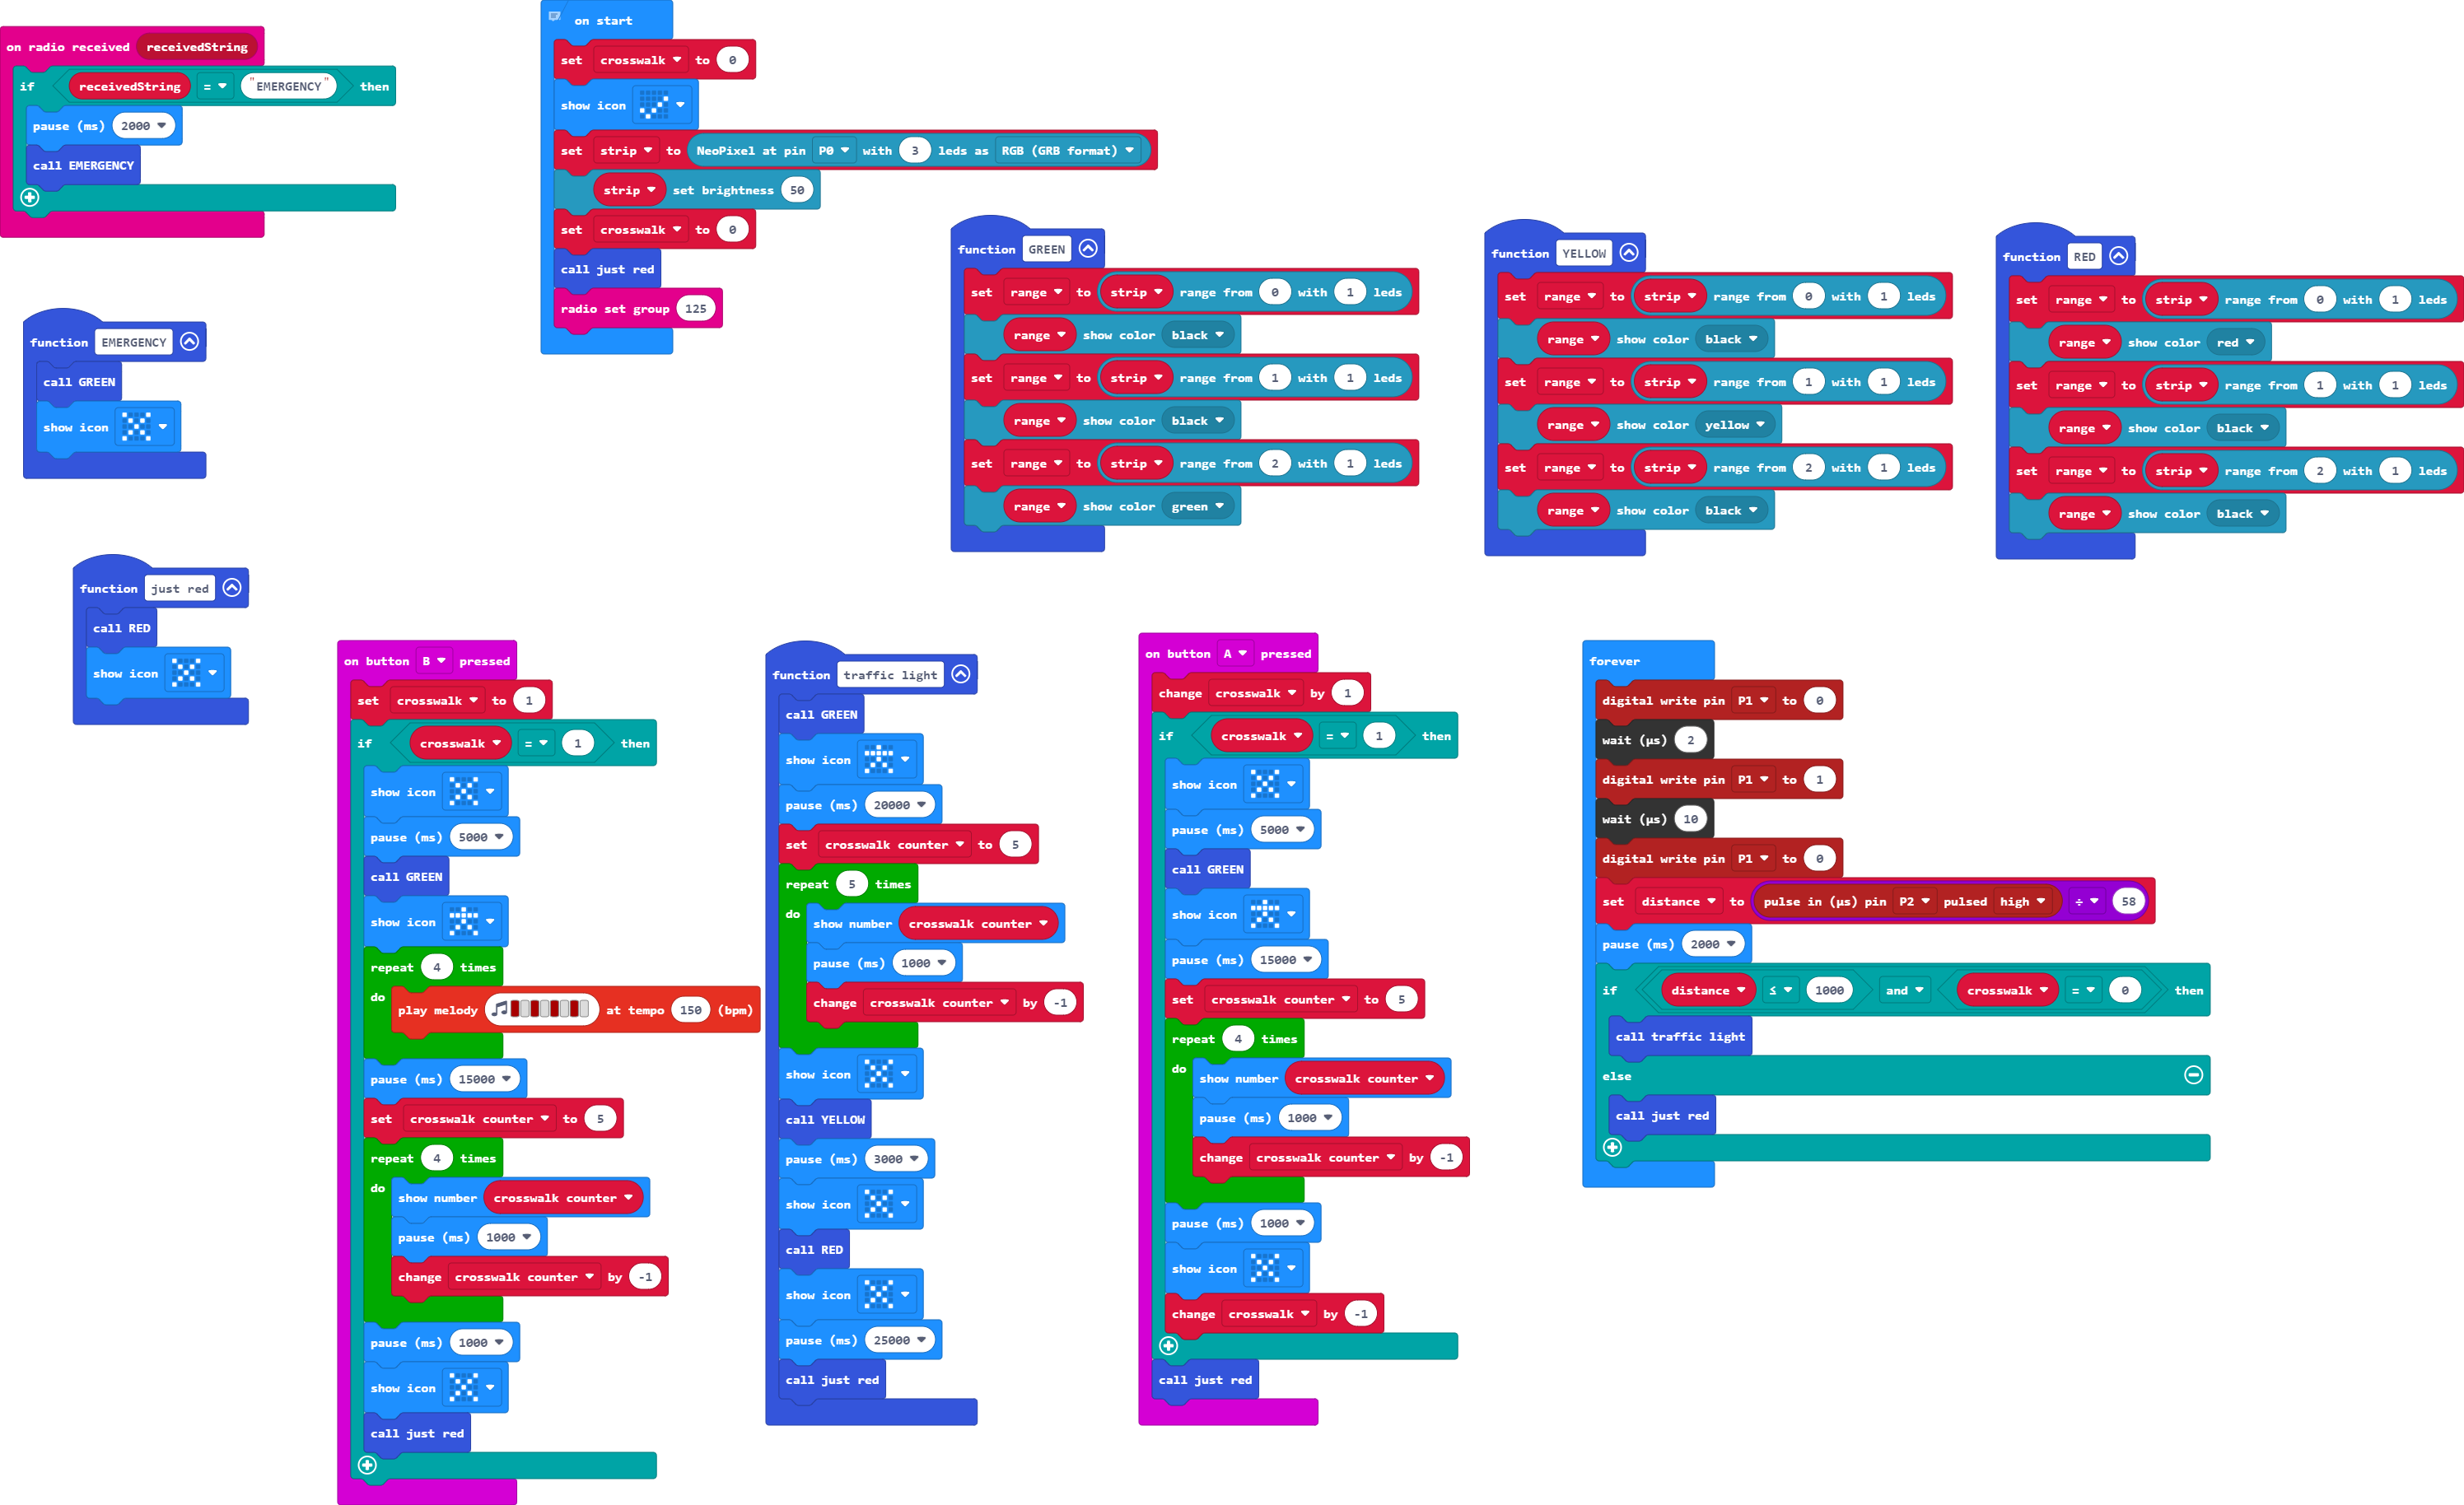 on radio received receivedString
if receivedString = "EMERGENCY" then
pause (ms) 2000
call EMERGENCY
on start
set crosswalk to 0
show icon
set strip to NeoPixel at pin P0 with 3 leds as RGB (GRB format)
strip set brightness 50
set crosswalk to 0
call just red
radio set group 125
function EMERGENCY
call GREEN
show icon
function GREEN
set range to strip range from 0 with 1 leds
range show color black
set range to strip range from 1 with 1 leds
range show color black
set range to strip range from 2 with 1 leds
range show color green
function YELLOW
set range to strip range from 0 with 1 leds
range show color black
set range to strip range from 1 with 1 leds
range show color yellow
set range to strip range from 2 with 1 leds
range show color black
function RED
set range to strip range from 0 with 1 leds
range show color red
set range to strip range from 1 with 1 leds
range show color black
set range to strip range from 2 with 1 leds
range show color black
function just red
call RED
show icon
on button B pressed
set crosswalk to 1
if crosswalk = 1 then
show icon
pause (ms) 5000
call GREEN
show icon
repeat 4 times
do
play melody at tempo 150 (bpm)
pause (ms) 15000
set crosswalk counter to 5
repeat 4 times
do
show number crosswalk counter
pause (ms) 1000
change crosswalk counter by -1
pause (ms) 1000
show icon
call just red
function traffic light
call GREEN
show icon
pause (ms) 20000
set crosswalk counter to 5
repeat 5 times
do
show number crosswalk counter
pause (ms) 1000
change crosswalk counter by -1
show icon
call YELLOW
pause (ms) 3000
show icon
call RED
show icon
pause (ms) 25000
call just red
on button A pressed
change crosswalk by 1
if crosswalk = 1 then
show icon
pause (ms) 5000
call GREEN
show icon
pause (ms) 15000
set crosswalk counter to 5
repeat 4 times
do
show number crosswalk counter
pause (ms) 1000
change crosswalk counter by -1
pause (ms) 1000
show icon
change crosswalk by -1
call just red
forever
digital write pin P1 to 0
wait (µs) 2
digital write pin P1 to 1
wait (µs) 10
digital write pin P1 to 0
set distance to pulse in (µs) pin P2 pulsed high ÷ 58
pause (ms) 2000
if distance ≤ 1000 and crosswalk = 0 then
call traffic light
else
call just red